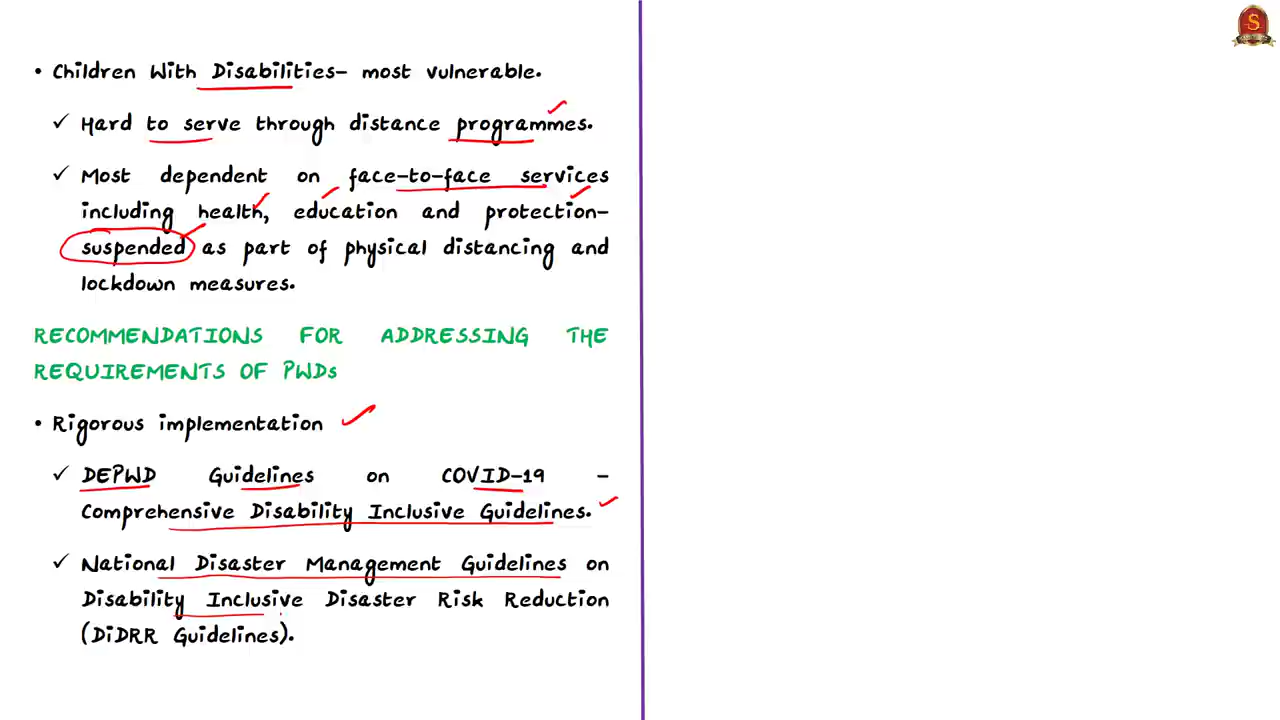 • Children With Disabilities- most vulnerable.
✓ Hard to serve through distance programmes.
✓ Most dependent on face-to-face services
including health, education and protection-
suspended as part of physical distancing and
lockdown measures.
RECOMMENDATIONS FOR ADDRESSING THE
REQUIREMENTS OF PWDs
• Rigorous implementation
✓ DEPWD Guidelines on COVID-19 -
Comprehensive Disability Inclusive Guidelines.
✓ National Disaster Management Guidelines on
Disability Inclusive Disaster Risk Reduction
(DiDRR Guidelines).
S